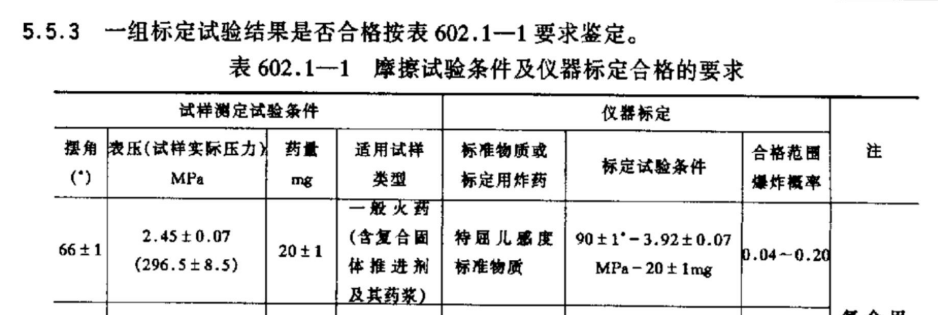 5.5.3 一组标定试验结果是否合格按表 602.1—1 要求鉴定。
表 602.1—1 摩擦试验条件及仪器标定合格的要求
试样测定试验条件 仪器标定
摆角 表压(试样实际压力) 药量 适用试样 标准物质或 标定试验条件 合格范围 注
(°) MPa mg 类型 标定用炸药 爆炸概率
66±1 2.45±0.07 20±1 一般火药 特屈儿感度 90±1°-3.92±0.07 0.04~0.20
(296.5±8.5) (含复合固 标准物质 MPa-20±1mg
体推进剂
及其药浆)